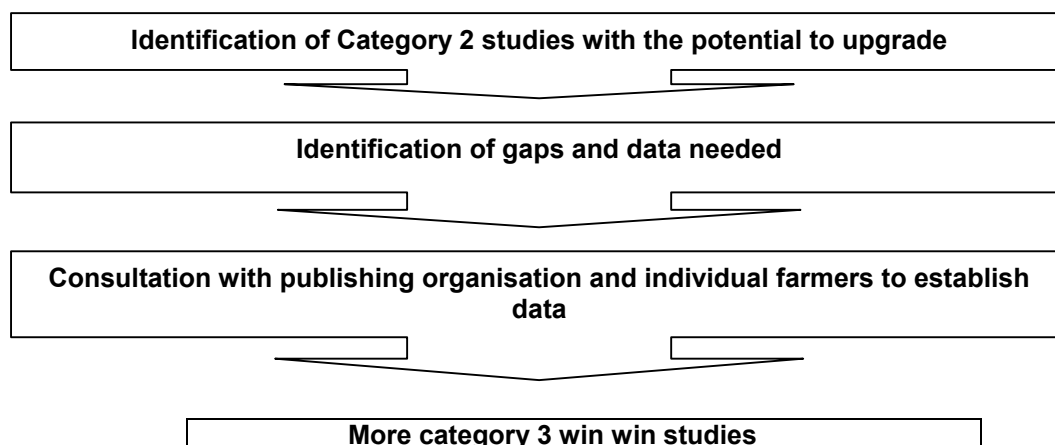 Identification of Category 2 studies with the potential to upgrade
Identification of gaps and data needed
Consultation with publishing organisation and individual farmers to establish
data
More category 3 win win studies